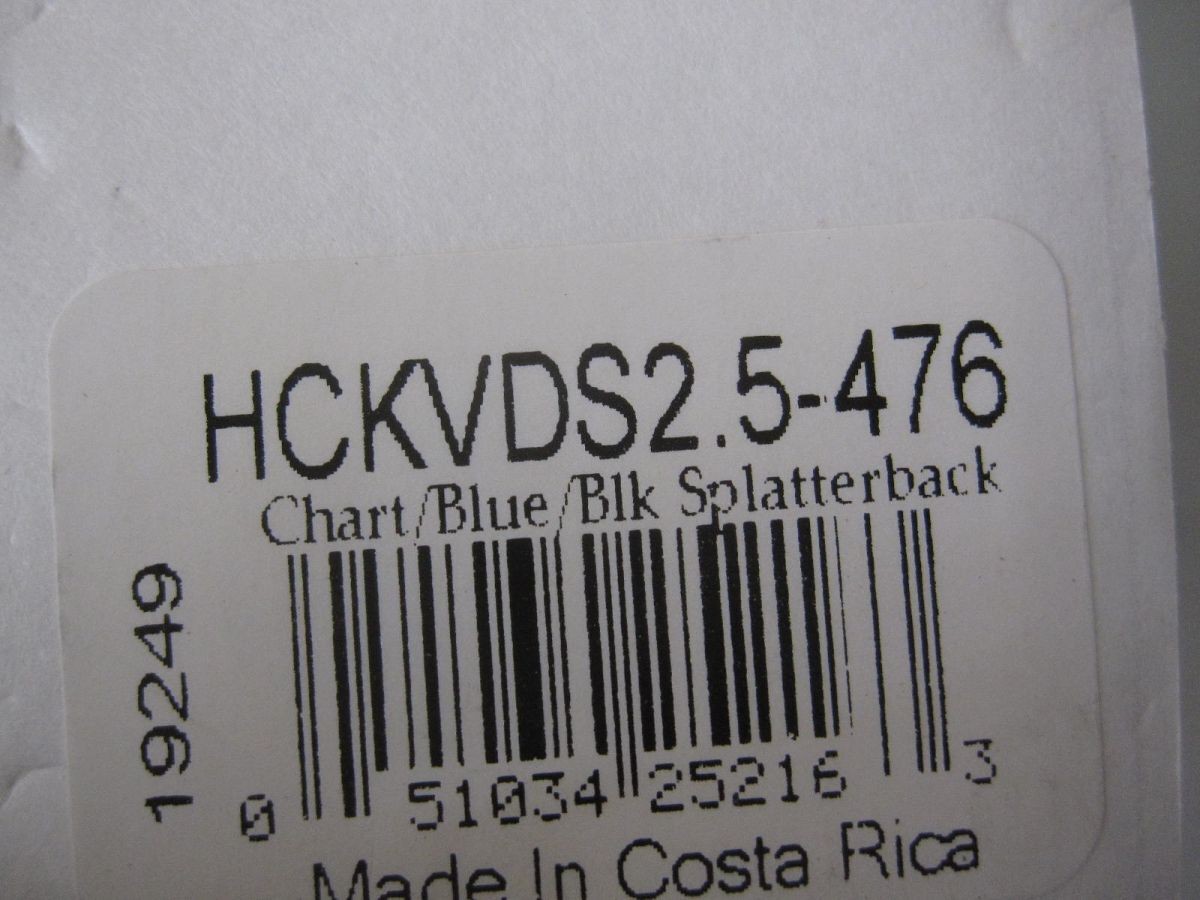 HCKVDS2.5-476
Chart/Blue/Blk Splatterback
19249
0 51034 25216 3
Made In Costa Rica